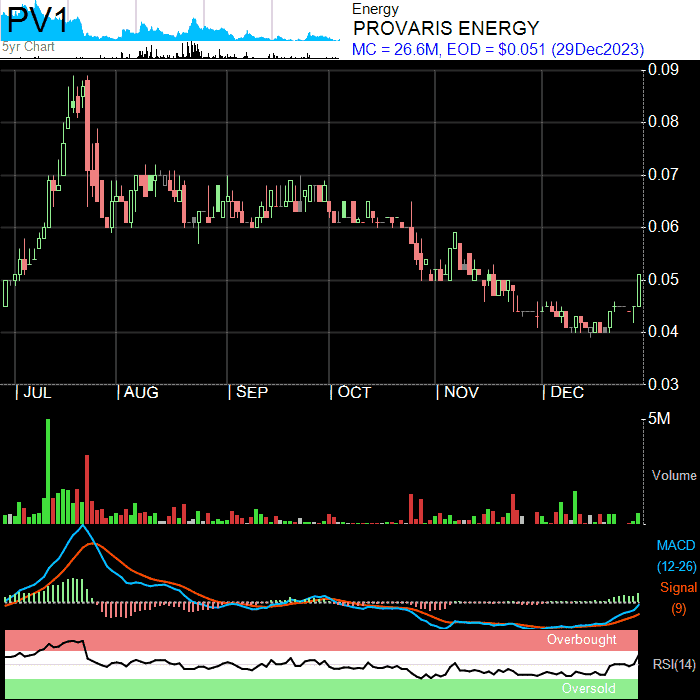 PV1
5yr Chart
Energy
PROVARIS ENERGY
MC = 26.6M, EOD = $0.051 (29Dec2023)
0.09
0.08
0.07
0.06
0.05
0.04
0.03
JUL AUG SEP OCT NOV DEC
5M
Volume
MACD
(12-26)
Signal
(9)
Overbought
RSI(14)
Oversold